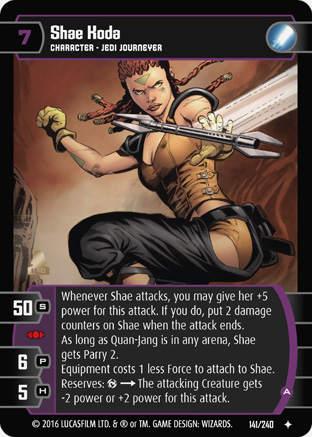 7
Shae Koda
CHARACTER - JEDI JOURNEYER
50 S
6 P
5 H
Whenever Shae attacks, you may give her +5
power for this attack. If you do, put 2 damage
counters on Shae when the attack ends.
As long as Quan-Jang is in any arena, Shae
gets Parry 2.
Equipment costs 1 less Force to attach to Shae.
Reserves: → The attacking Creature gets
-2 power or +2 power for this attack.
A
© 2016 LUCASFILM LTD. & ® or TM. GAME DESIGN: WIZARDS.
141/240